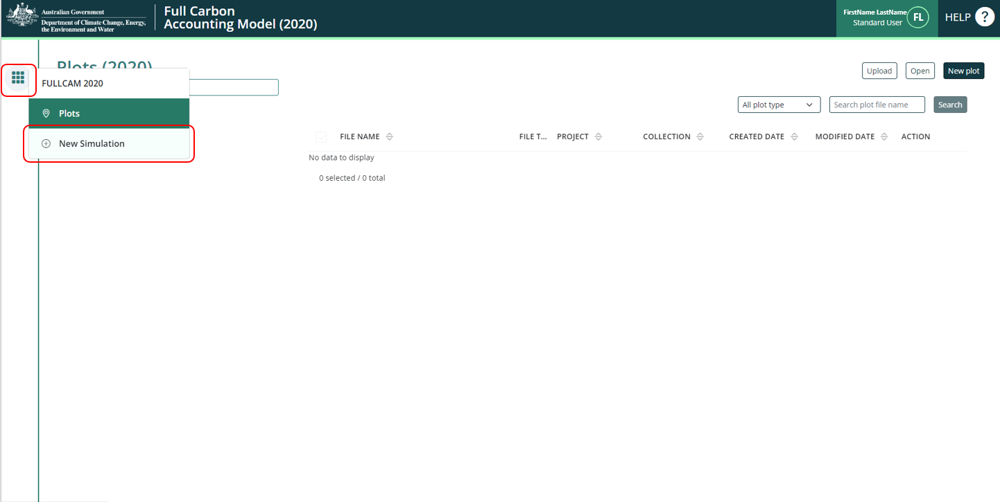 Australian Government
Department of Climate Change, Energy,
the Environment and Water
Full Carbon
Accounting Model (2020)
FirstName LastName
Standard User
FL
HELP ?
Plots (2020)
Upload
Open
New plot
FULLCAM 2020
Plots
New Simulation
All plot type
Search plot file name
Search
FILE NAME
FILE T...
PROJECT
COLLECTION
CREATED DATE
MODIFIED DATE
ACTION
No data to display
0 selected / 0 total